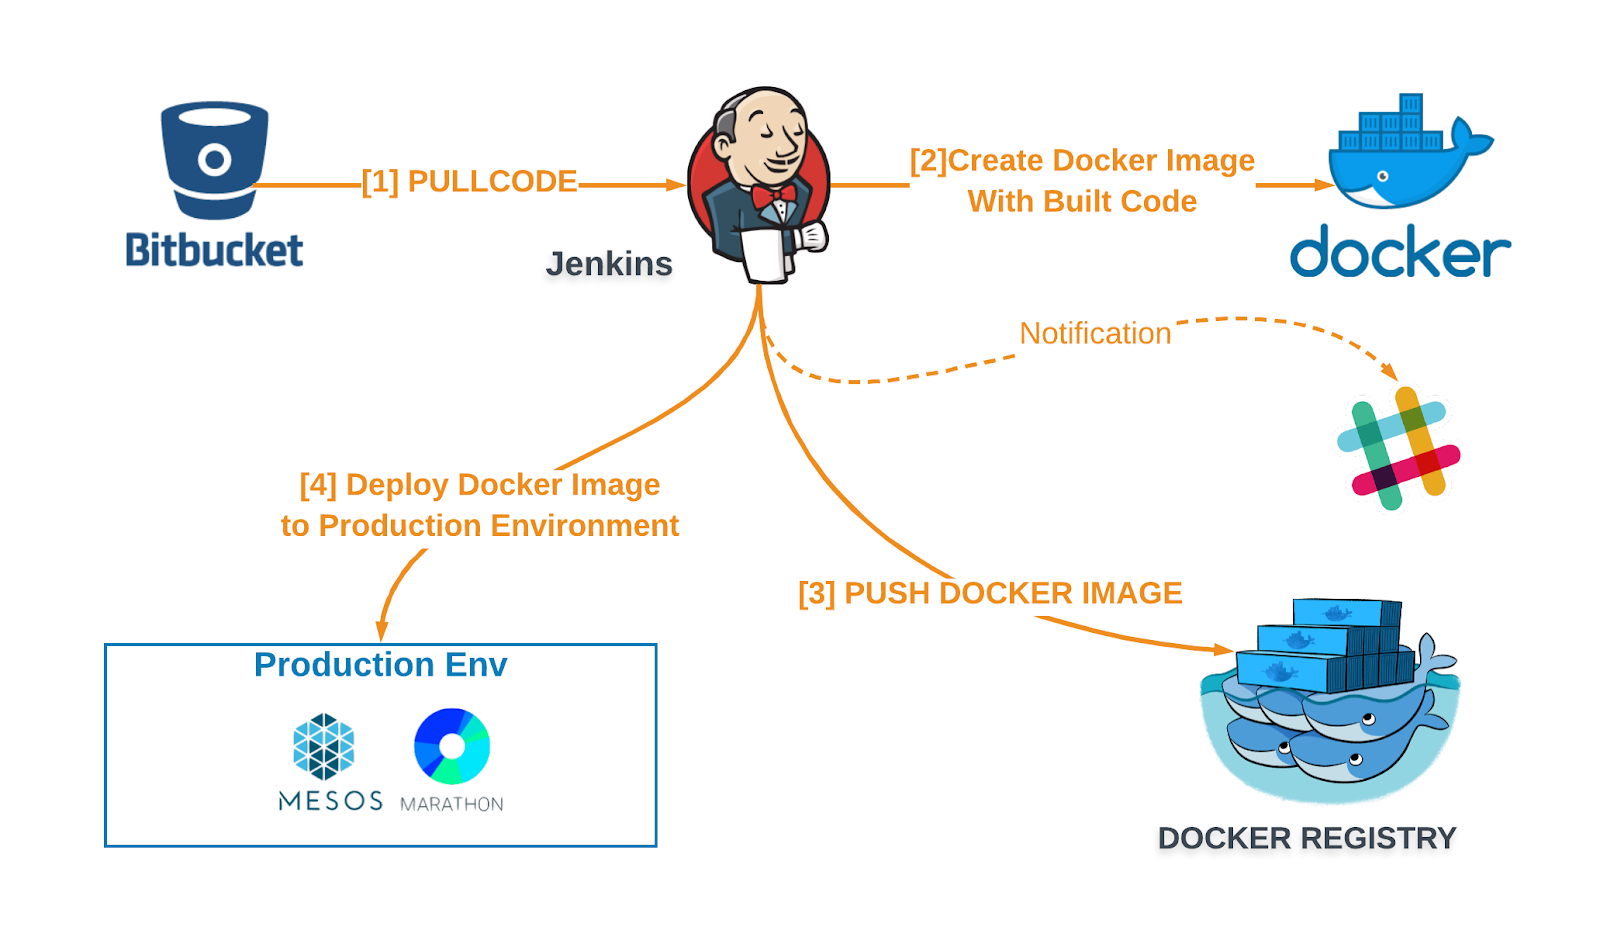 [1] PULLCODE
[2]Create Docker Image
With Built Code
Bitbucket
Jenkins
docker
Notification
[4] Deploy Docker Image
to Production Environment
[3] PUSH DOCKER IMAGE
Production Env
MESOS
MARATHON
DOCKER REGISTRY